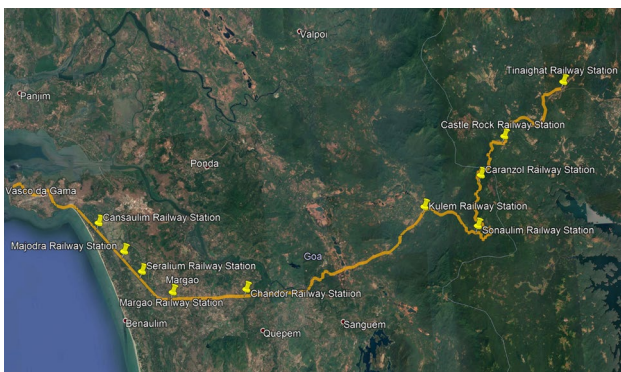 Valpoi
Tinaighat Railway Station
Panjim
Castle Rock Railway Station
Ponda
Caranzol Railway Station
Vasco da Gama
Kulem Railway Station
Cansaulim Railway Station
Sonaulim Railway Station
Majodra Railway Station
Goa
Seralium Railway Station
Margao
Chandor Railway Statiion
Margao Railway Station
Benaulim
Sanguem
Quepem